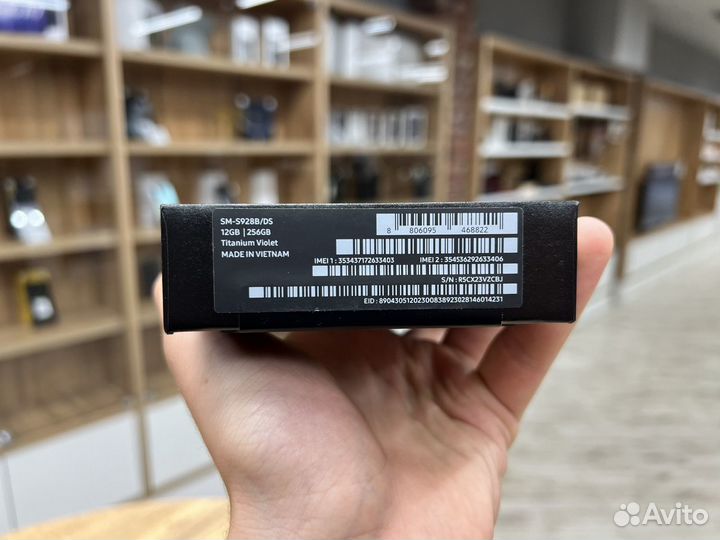 SM-S928B/DS
12GB | 256GB
Titanium Violet
MADE IN VIETNAM
8 806095 468822
IMEI 1 : 353437172633403 IMEI 2 : 354536292633406
S/N : R5CX23VZCBJ
EID : 89043051202300838923028146014231
Avito